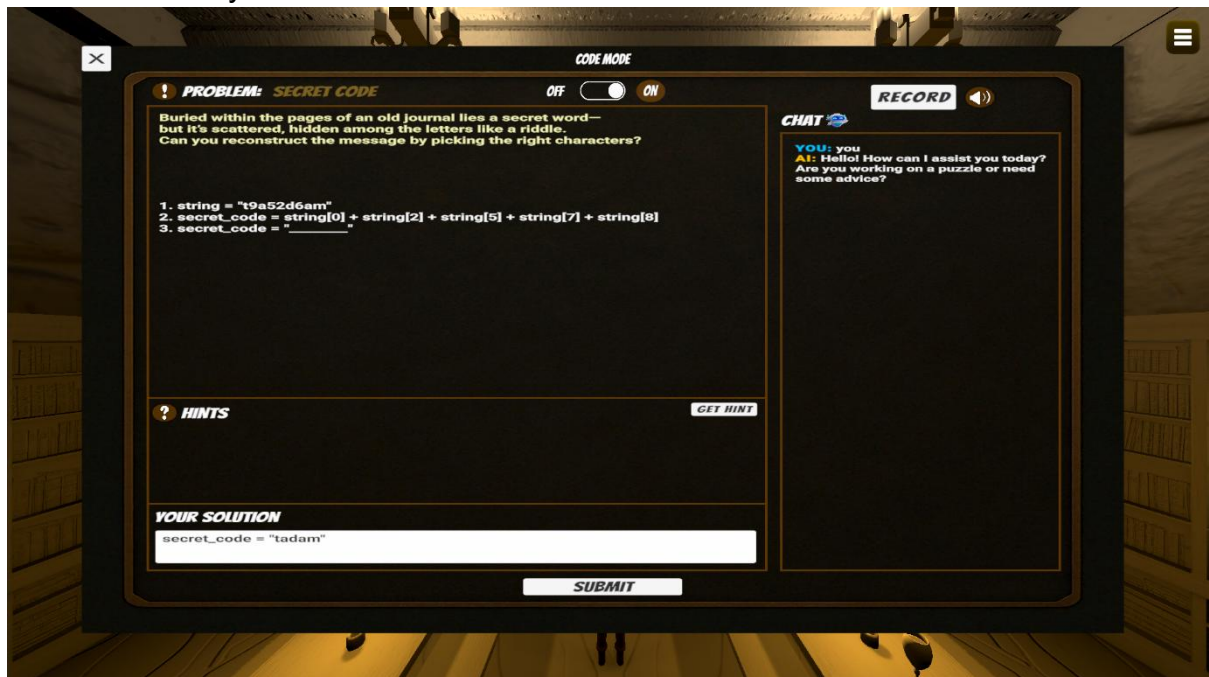 CODE MODE
! PROBLEM: SECRET CODE
OFF ON
Buried within the pages of an old journal lies a secret word—
but it's scattered, hidden among the letters like a riddle.
Can you reconstruct the message by picking the right characters?
1. string = "t9a52d6am"
2. secret_code = string[0] + string[2] + string[5] + string[7] + string[8]
3. secret_code = "________"
? HINTS
GET HINT
YOUR SOLUTION
secret_code = "tadam"
SUBMIT
RECORD
CHAT
YOU: you
AI: Hello! How can I assist you today?
Are you working on a puzzle or need
some advice?